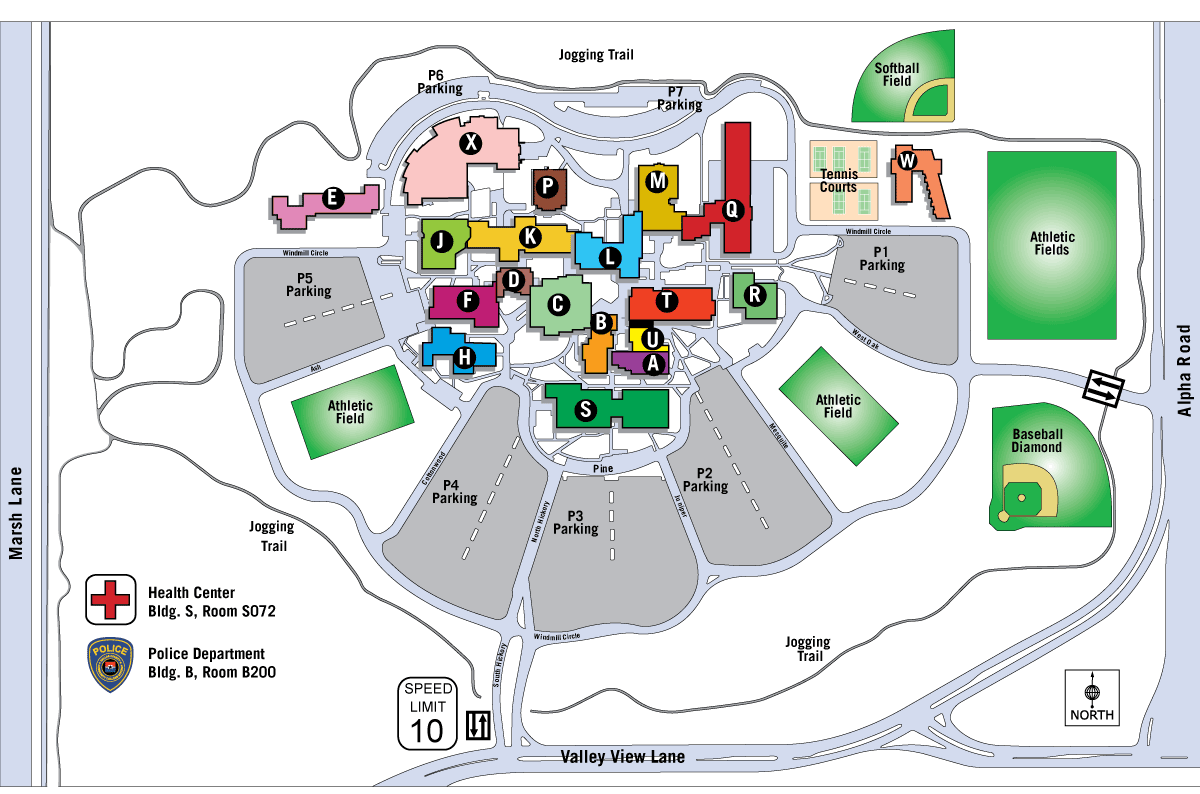 Jogging Trail
P6
Parking
P7
Parking
Softball
Field
X
E
P
M
Q
Tennis
Courts
W
J
K
L
Windmill Circle
Windmill Circle
P5
Parking
P1
Parking
Athletic
Fields
D
F
C
B
T
R
U
H
A
West Oak
Ash
S
Athletic
Field
Athletic
Field
Alpha Road
Baseball
Diamond
Mesquite
Cottonwood
Pine
P4
Parking
P2
Parking
Juniper
North Hickory
P3
Parking
Marsh Lane
Jogging
Trail
Health Center
Bldg. S, Room S072
POLICE
Police Department
Bldg. B, Room B200
Windmill Circle
South Hickory
Jogging
Trail
SPEED
LIMIT
10
NORTH
Valley View Lane